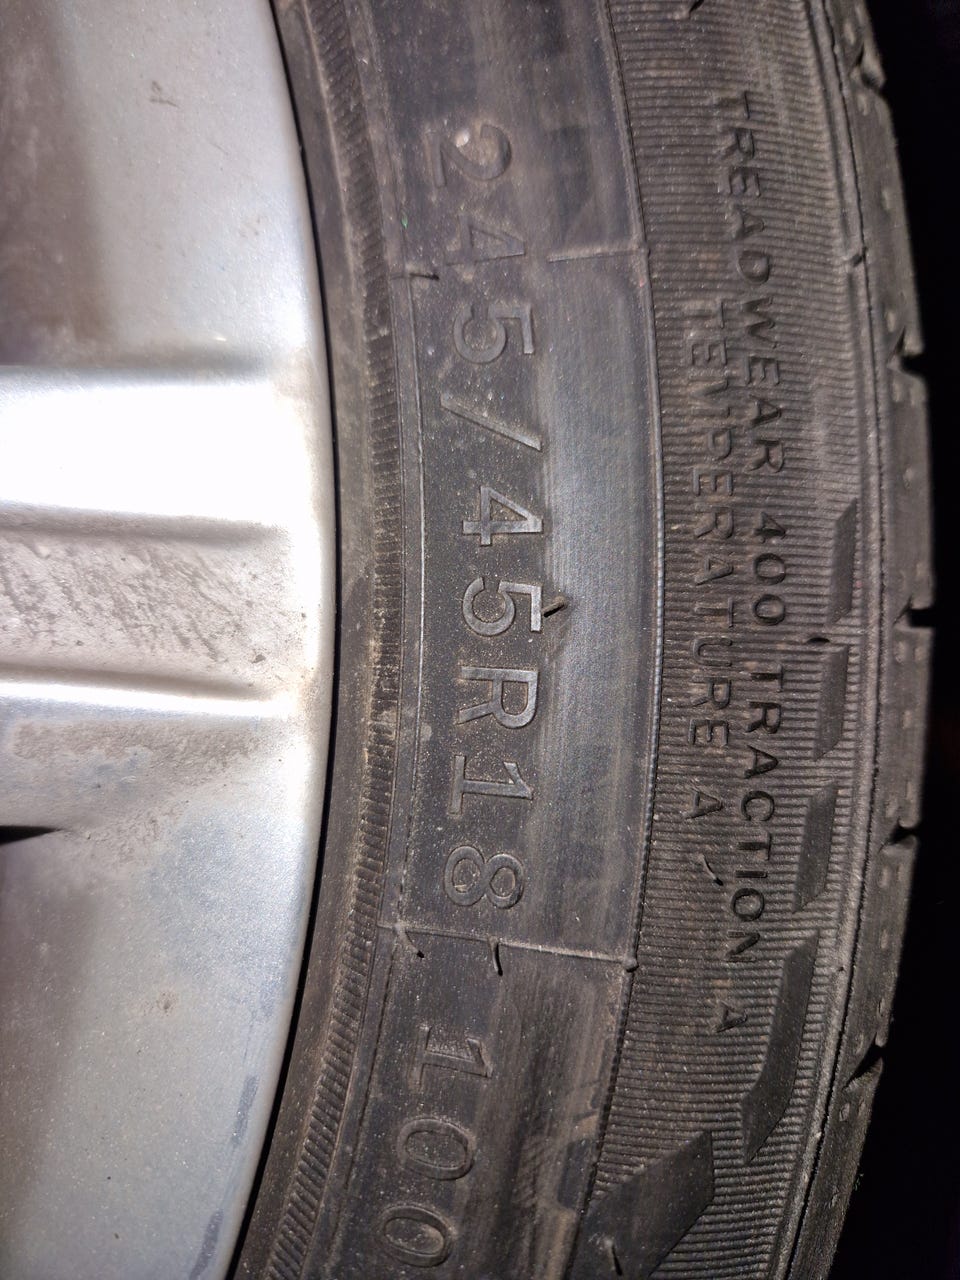 TREADWEAR 400 TRACTION A
TEMPERATURE A
245/45R18 100